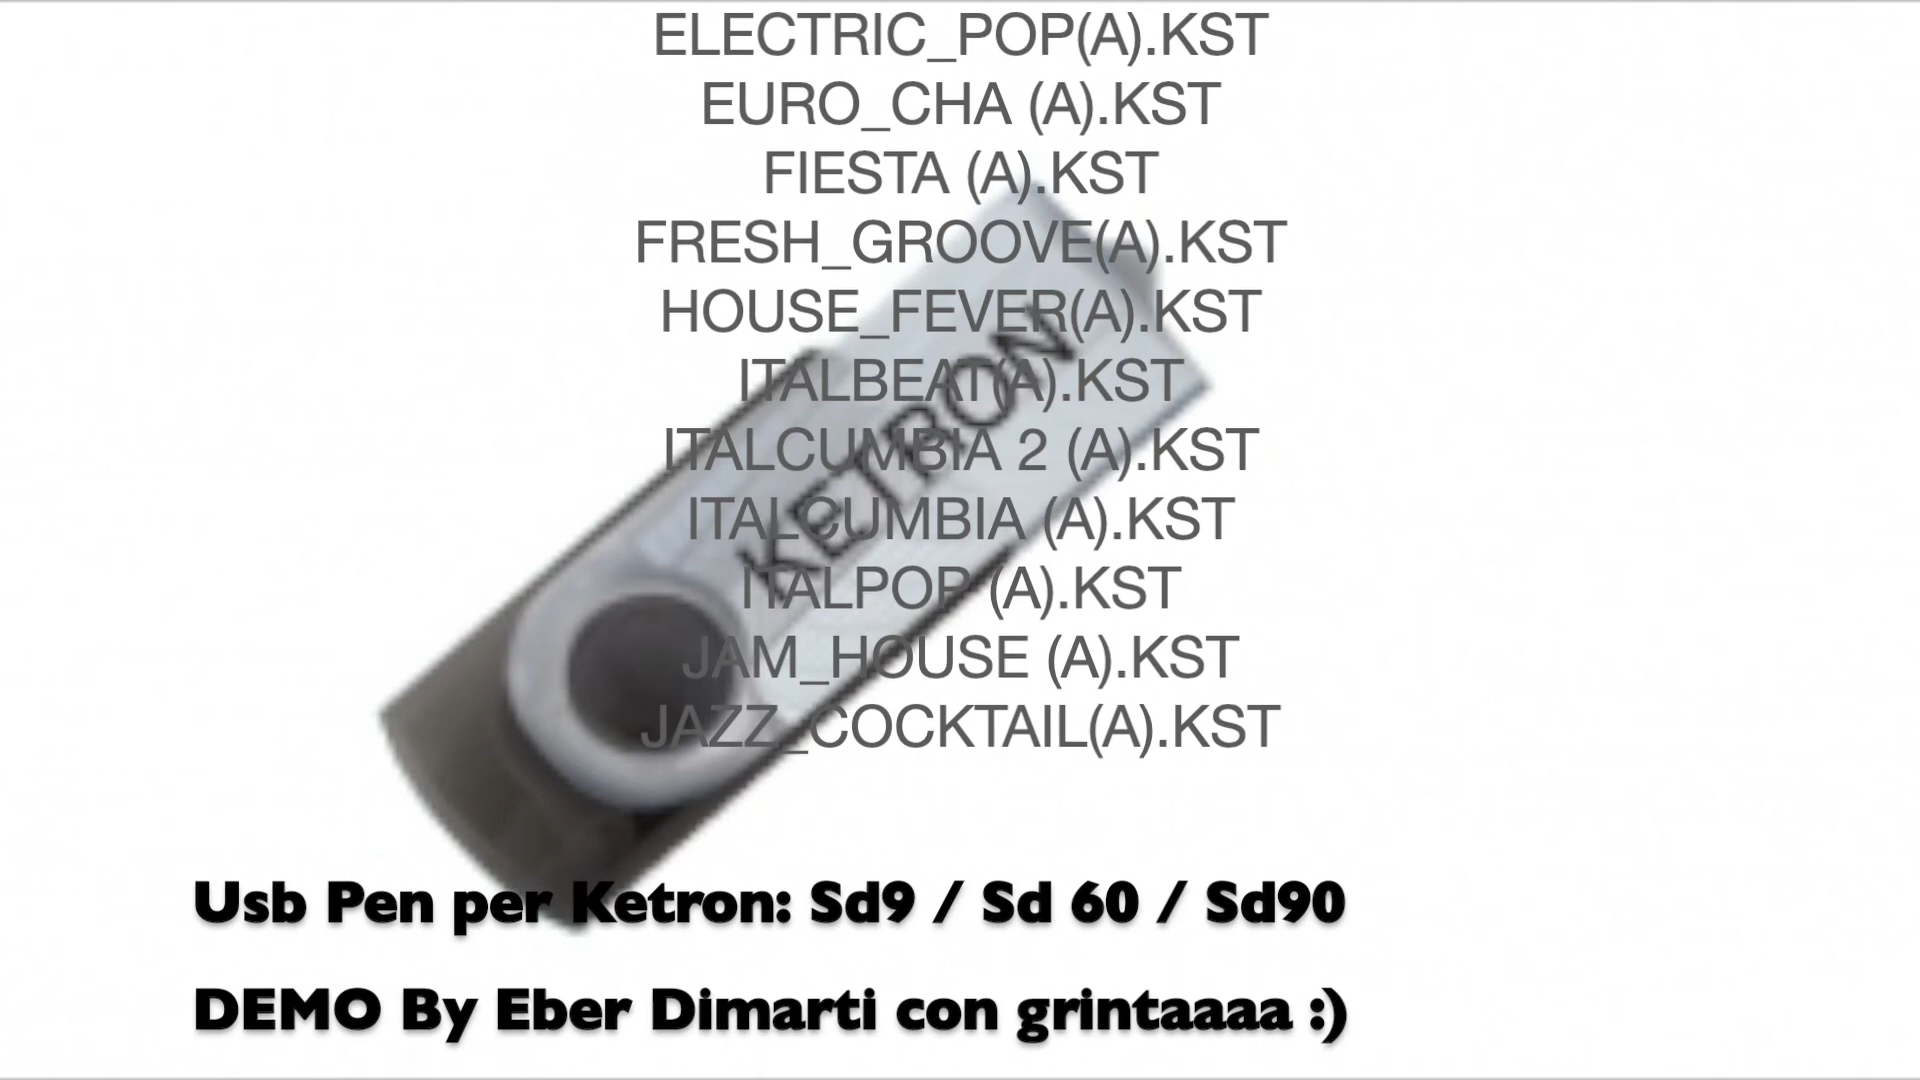 ELECTRIC_POP(A).KST
EURO_CHA (A).KST
FIESTA (A).KST
FRESH_GROOVE(A).KST
HOUSE_FEVER(A).KST
ITALBEAT(A).KST
ITALCUMBIA 2 (A).KST
ITALCUMBIA (A).KST
ITALPOP (A).KST
JAM_HOUSE (A).KST
JAZZ_COCKTAIL(A).KST
KETRON
Usb Pen per Ketron: Sd9 / Sd 60 / Sd90
DEMO By Eber Dimarti con grintaaaa :)